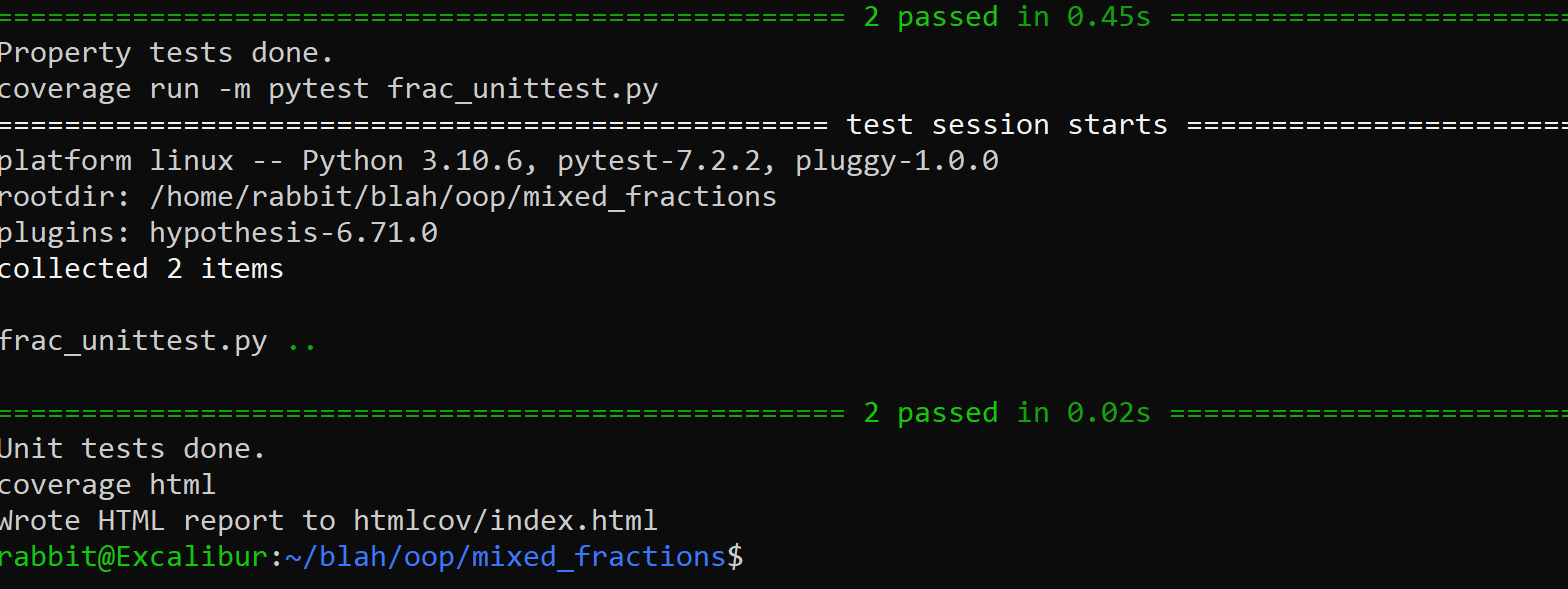 ================================================= 2 passed in 0.45s =======================
Property tests done.
coverage run -m pytest frac_unittest.py
================================================ test session starts ======================
platform linux -- Python 3.10.6, pytest-7.2.2, pluggy-1.0.0
rootdir: /home/rabbit/blah/oop/mixed_fractions
plugins: hypothesis-6.71.0
collected 2 items
frac_unittest.py ..
================================================= 2 passed in 0.02s =======================
Unit tests done.
coverage html
Wrote HTML report to htmlcov/index.html
rabbit@Excalibur:~/blah/oop/mixed_fractions$